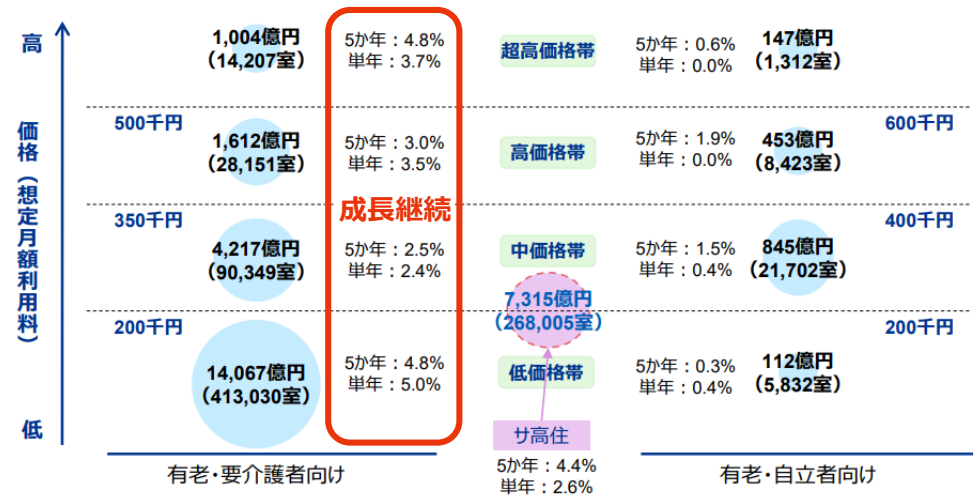 高
価格（想定月額利用料）
低
1,004億円
（14,207室）
5か年：4.8%
単年：3.7%
超高価格帯
5か年：0.6%
単年：0.0%
147億円
（1,312室）
500千円
600千円
1,612億円
（28,151室）
5か年：3.0%
単年：3.5%
高価格帯
5か年：1.9%
単年：0.0%
453億円
（8,423室）
成長継続
350千円
400千円
4,217億円
（90,349室）
5か年：2.5%
単年：2.4%
中価格帯
5か年：1.5%
単年：0.4%
845億円
（21,702室）
7,315億円
（268,005室）
200千円
200千円
14,067億円
（413,030室）
5か年：4.8%
単年：5.0%
低価格帯
5か年：0.3%
単年：0.4%
112億円
（5,832室）
サ高住
5か年：4.4%
単年：2.6%
有老・要介護者向け
有老・自立者向け